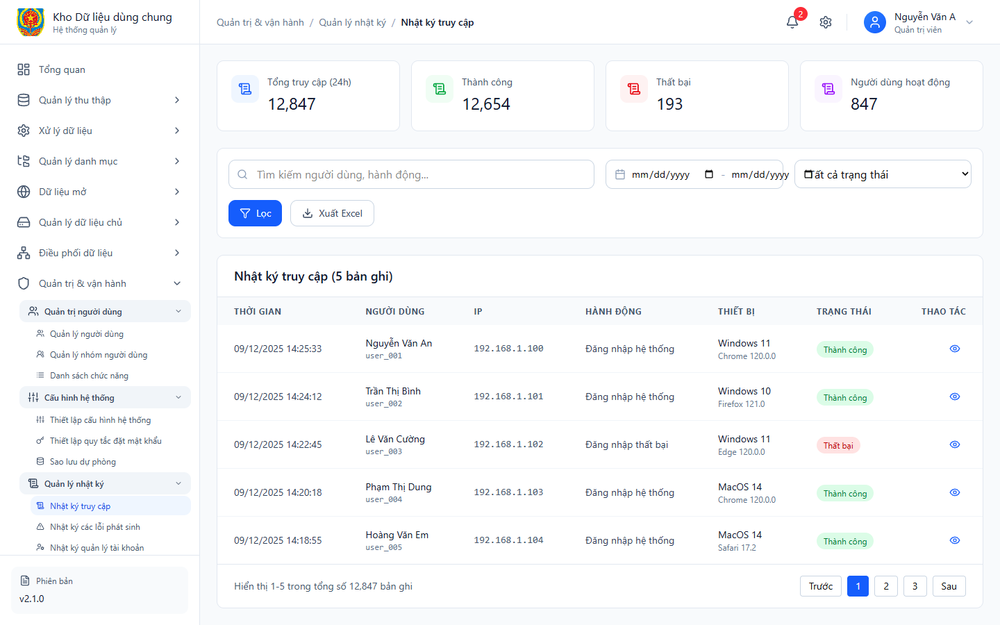 Kho Dữ liệu dùng chung
Hệ thống quản lý
Tổng quan
Quản lý thu thập
Xử lý dữ liệu
Quản lý danh mục
Dữ liệu mở
Quản lý dữ liệu chủ
Điều phối dữ liệu
Quản trị & vận hành
Quản trị người dùng
Quản lý người dùng
Quản lý nhóm người dùng
Danh sách chức năng
Cấu hình hệ thống
Thiết lập cấu hình hệ thống
Thiết lập quy tắc đặt mật khẩu
Sao lưu dự phòng
Quản lý nhật ký
Nhật ký truy cập
Nhật ký các lỗi phát sinh
Nhật ký quản lý tài khoản
Phiên bản
v2.1.0
Quản trị & vận hành / Quản lý nhật ký / Nhật ký truy cập
2
Nguyễn Văn A
Quản trị viên
Tổng truy cập (24h)
12,847
Thành công
12,654
Thất bại
193
Người dùng hoạt động
847
Tìm kiếm người dùng, hành động...
mm/dd/yyyy - mm/dd/yyyy
Tất cả trạng thái
Lọc
Xuất Excel
Nhật ký truy cập (5 bản ghi)
THỜI GIAN NGƯỜI DÙNG IP HÀNH ĐỘNG THIẾT BỊ TRẠNG THÁI THAO TÁC
09/12/2025 14:25:33 Nguyễn Văn An 192.168.1.100 Đăng nhập hệ thống Windows 11 Thành công
user_001 Chrome 120.0.0
09/12/2025 14:24:12 Trần Thị Bình 192.168.1.101 Đăng nhập hệ thống Windows 10 Thành công
user_002 Firefox 121.0
09/12/2025 14:22:45 Lê Văn Cường 192.168.1.102 Đăng nhập thất bại Windows 11 Thất bại
user_003 Edge 120.0.0
09/12/2025 14:20:18 Phạm Thị Dung 192.168.1.103 Đăng nhập hệ thống MacOS 14 Thành công
user_004 Chrome 120.0.0
09/12/2025 14:18:55 Hoàng Văn Em 192.168.1.104 Đăng nhập hệ thống MacOS 14 Thành công
user_005 Safari 17.2
Hiển thị 1-5 trong tổng số 12,847 bản ghi
Trước 1 2 3 Sau